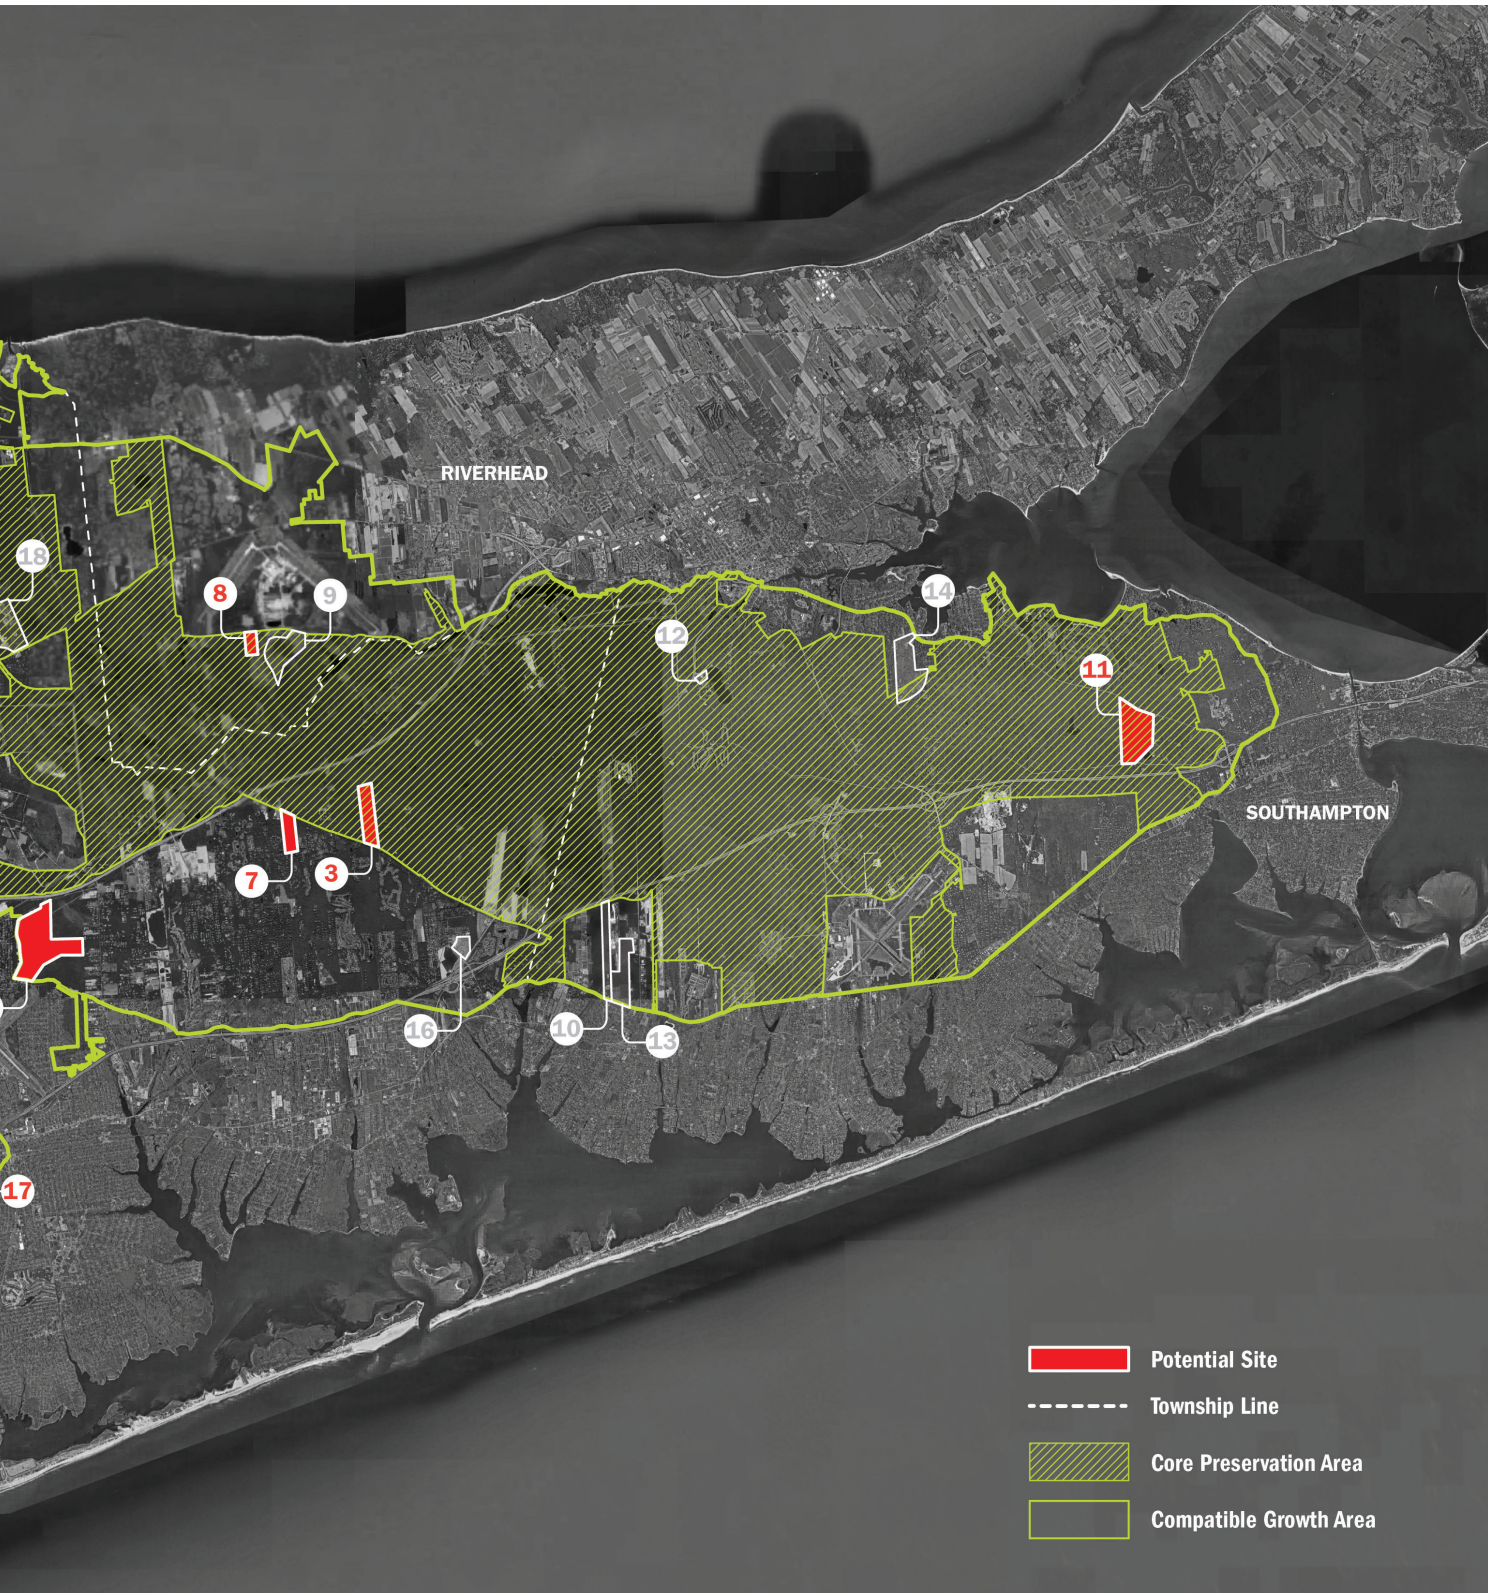 RIVERHEAD
18
8
9
14
12
11
SOUTHAMPTON
7
3
16
10
13
17
Potential Site
Township Line
Core Preservation Area
Compatible Growth Area